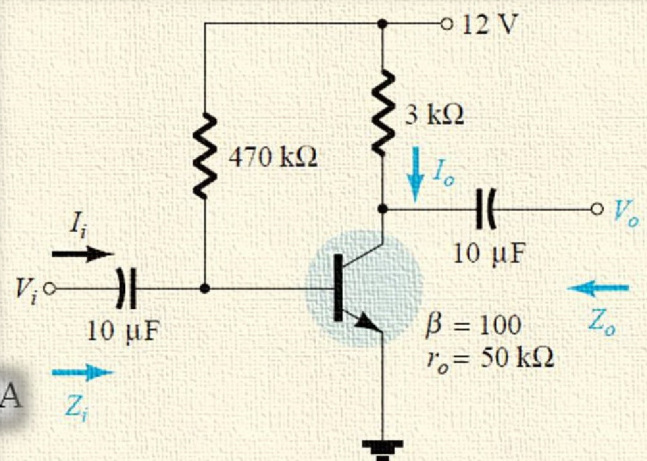 12 V
3 kΩ
470 kΩ
I_o
I_i
V_o
10 μF
V_i
10 μF
β = 100
r_o = 50 kΩ
Z_o
A
Z_i